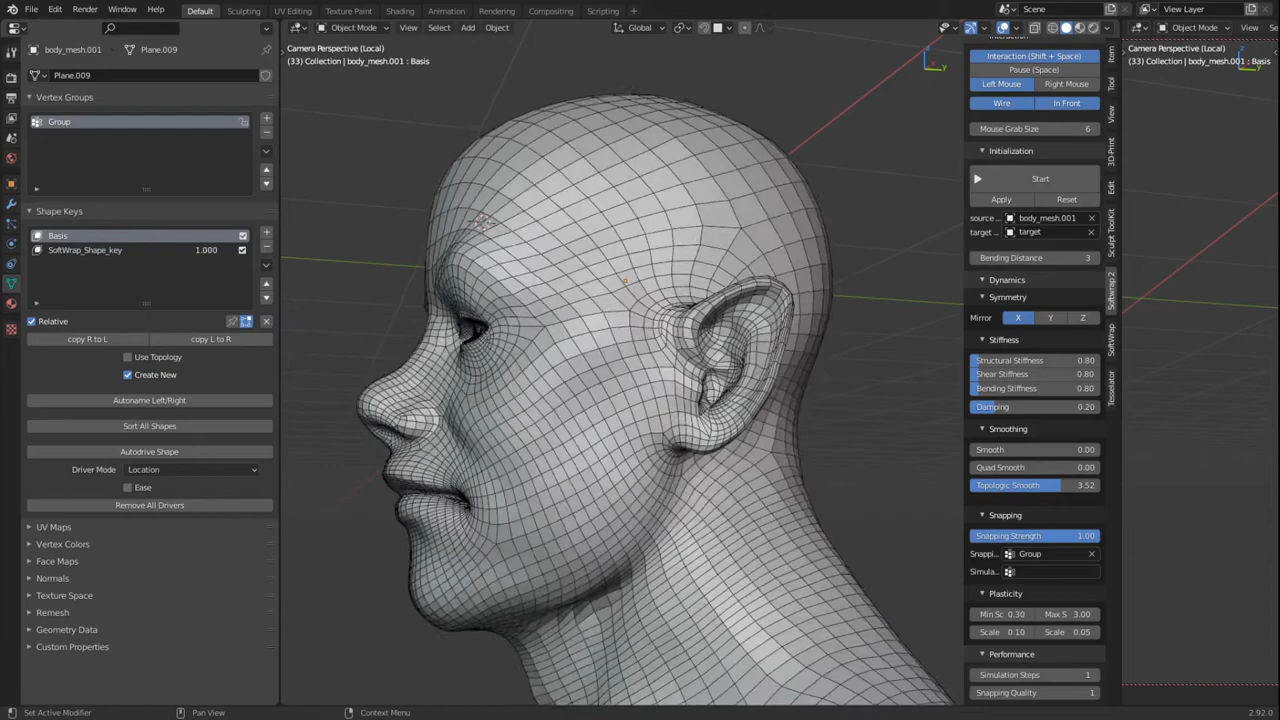 File Edit Render Window Help Default Sculpting UV Editing Texture Paint Shading Animation Rendering Compositing Scripting Scene View Layer
Object Mode View Select Add Object Global View
body_mesh.001 Plane.009
Plane.009
Vertex Groups
Group
Shape Keys
Basis
SoftWrap_Shape_key 1.000
Relative
copy R to L copy L to R
Use Topology
Create New
Autoname Left/Right
Sort All Shapes
Autodrive Shape
Driver Mode Location
Ease
Remove All Drivers
UV Maps
Vertex Colors
Face Maps
Normals
Texture Space
Remesh
Geometry Data
Custom Properties
Camera Perspective (Local)
(33) Collection | body_mesh.001 : Basis
z
x
y
Interaction (Shift + Space)
Pause (Space)
Left Mouse Right Mouse
Wire In Front
Mouse Grab Size 6
Initialization
Start
Apply Reset
source body_mesh.001
target ... target
Bending Distance 3
Dynamics
Symmetry
Mirror X Y Z
Stiffness
Structural Stiffness 0.80
Shear Stiffness 0.80
Bending Stiffness 0.80
Damping 0.20
Smoothing
Smooth 0.00
Quad Smooth 0.00
Topologic Smooth 3.52
Snapping
Snapping Strength 1.00
Snappi... Group
Simula...
Plasticity
Min Sc 0.30 Max S 3.00
Scale 0.10 Scale 0.05
Performance
Simulation Steps 1
Snapping Quality 1
Item
Tool
View
3D-Print
Edit
Sculpt ToolKit
Softwrap 2
SoftWrap
Tesselator
Camera Perspective (Local)
(33) Collection | body_mesh.001 : Basis
z
y
Set Active Modifier Pan View Context Menu 2.92.0